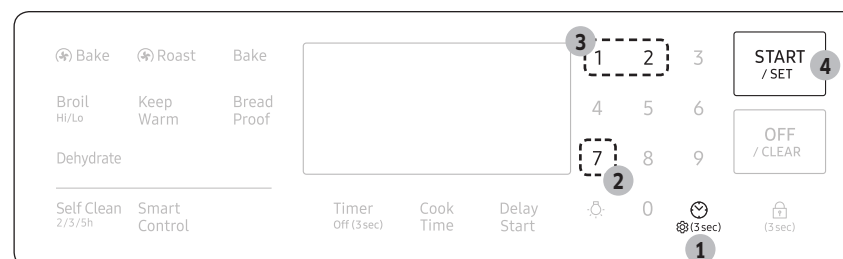 Bake Roast Bake
3
1 2 3
START
/ SET
4
Broil
Hi/Lo
Keep
Warm
Bread
Proof
4 5 6
OFF
/ CLEAR
Dehydrate
7 8 9
2
Self Clean
2/3/5h
Smart
Control
Timer
Off (3 sec)
Cook
Time
Delay
Start
0
(3 sec)
1
(3 sec)